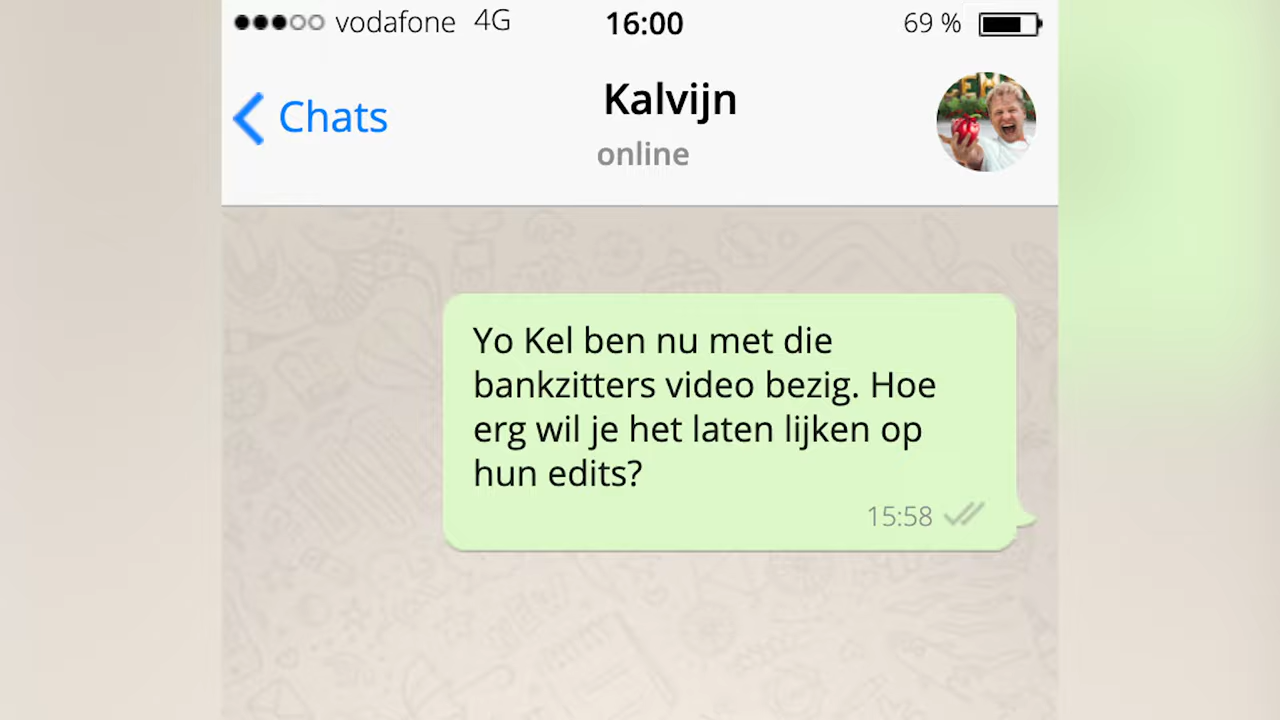 vodafone 4G 16:00 69 %
Chats
Kalvijn
online
Yo Kel ben nu met die
bankzitters video bezig. Hoe
erg wil je het laten lijken op
hun edits?
15:58